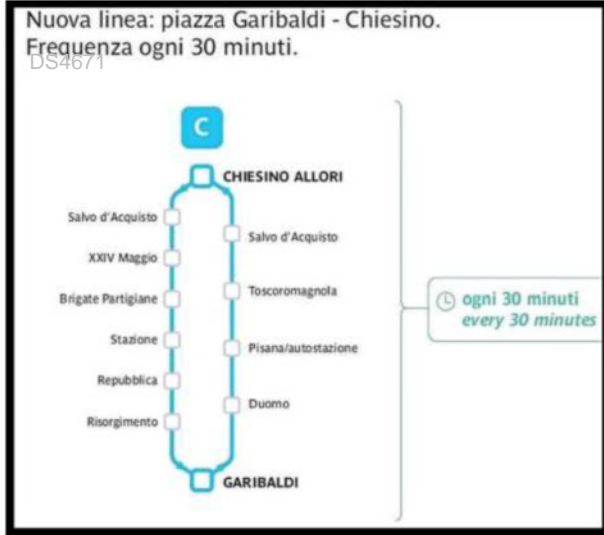 Nuova linea: piazza Garibaldi - Chiesino.
Frequenza ogni 30 minuti.
DS4671
C
CHIESINO ALLORI
Salvo d'Acquisto
Salvo d'Acquisto
XXIV Maggio
Toscoromagnola
Brigate Partigiane
ogni 30 minuti
every 30 minutes
Stazione
Pisana/autostazione
Repubblica
Duomo
Risorgimento
GARIBALDI